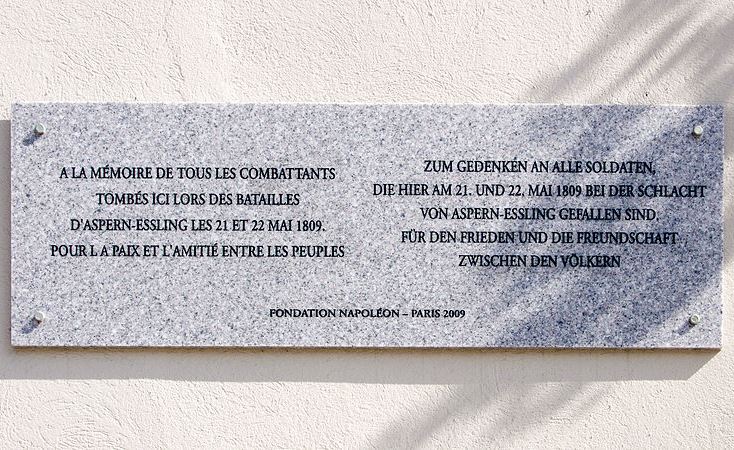 A LA MÉMOIRE DE TOUS LES COMBATTANTS
TOMBÉS ICI LORS DES BATAILLES
D'ASPERN-ESSLING LES 21 ET 22 MAI 1809.
POUR L A PAIX ET L'AMITIÉ ENTRE LES PEUPLES
ZUM GEDENKEN AN ALLE SOLDATEN,
DIE HIER AM 21. UND 22. MAI 1809 BEI DER SCHLACHT
VON ASPERN-ESSLING GEFALLEN SIND.
FÜR DEN FRIEDEN UND DIE FREUNDSCHAFT
ZWISCHEN DEN VÖLKERN
FONDATION NAPOLÉON – PARIS 2009